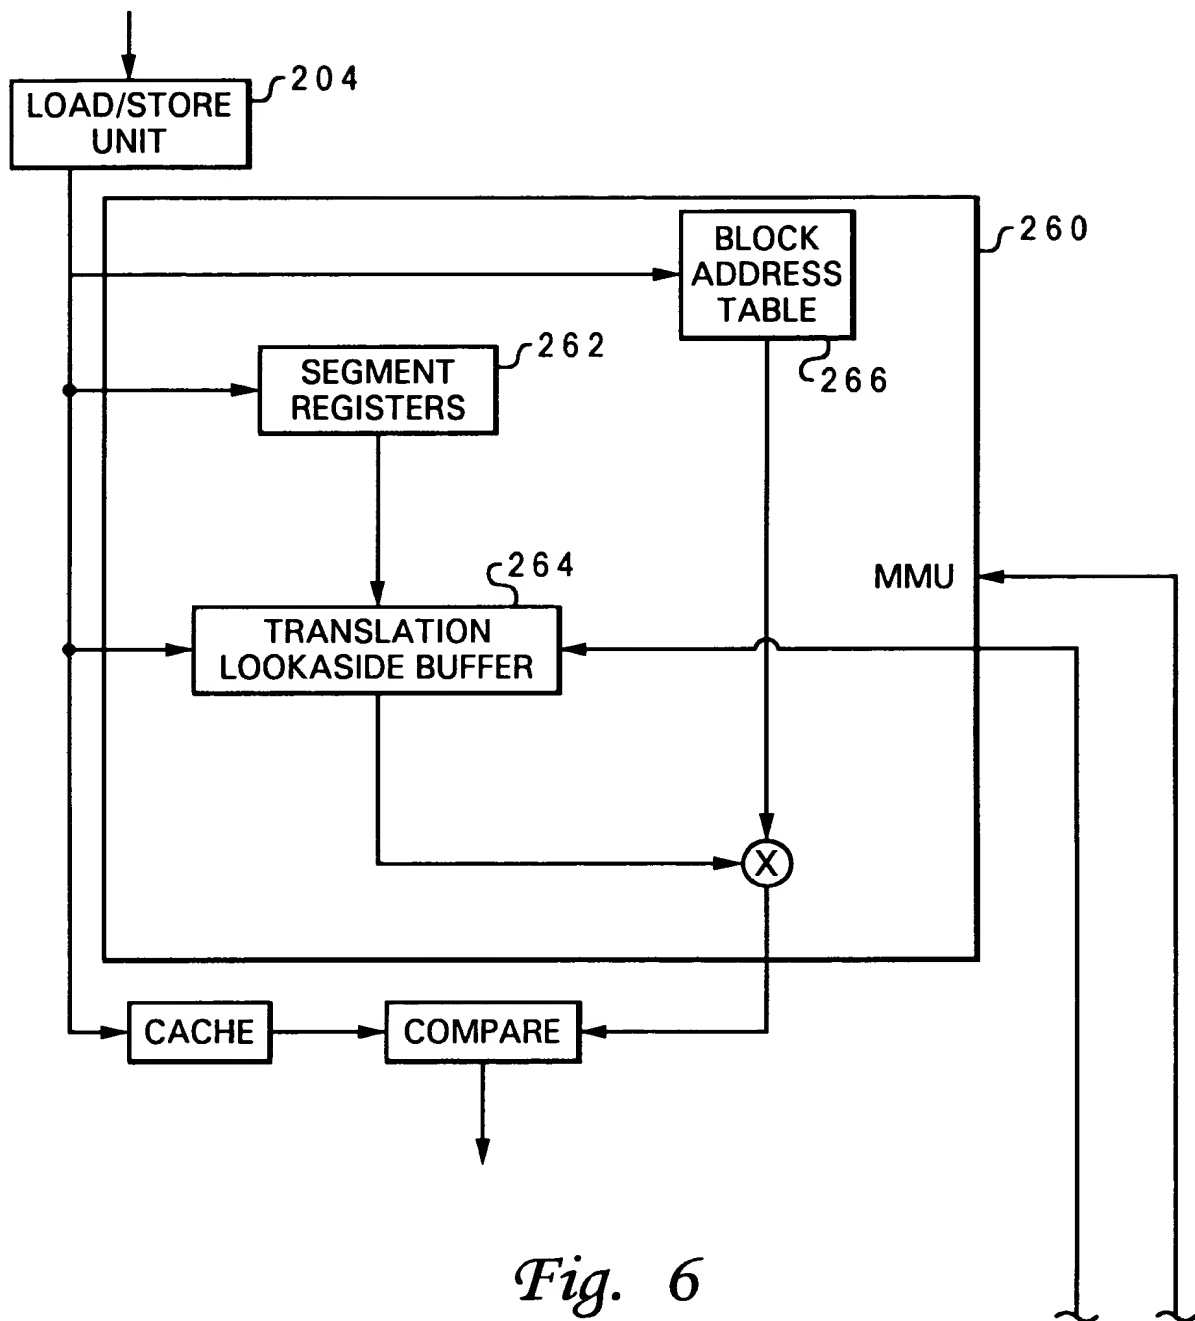 204
LOAD/STORE
UNIT
260
BLOCK
ADDRESS
TABLE
266
262
SEGMENT
REGISTERS
264
MMU
TRANSLATION
LOOKASIDE BUFFER
X
CACHE
COMPARE
Fig. 6